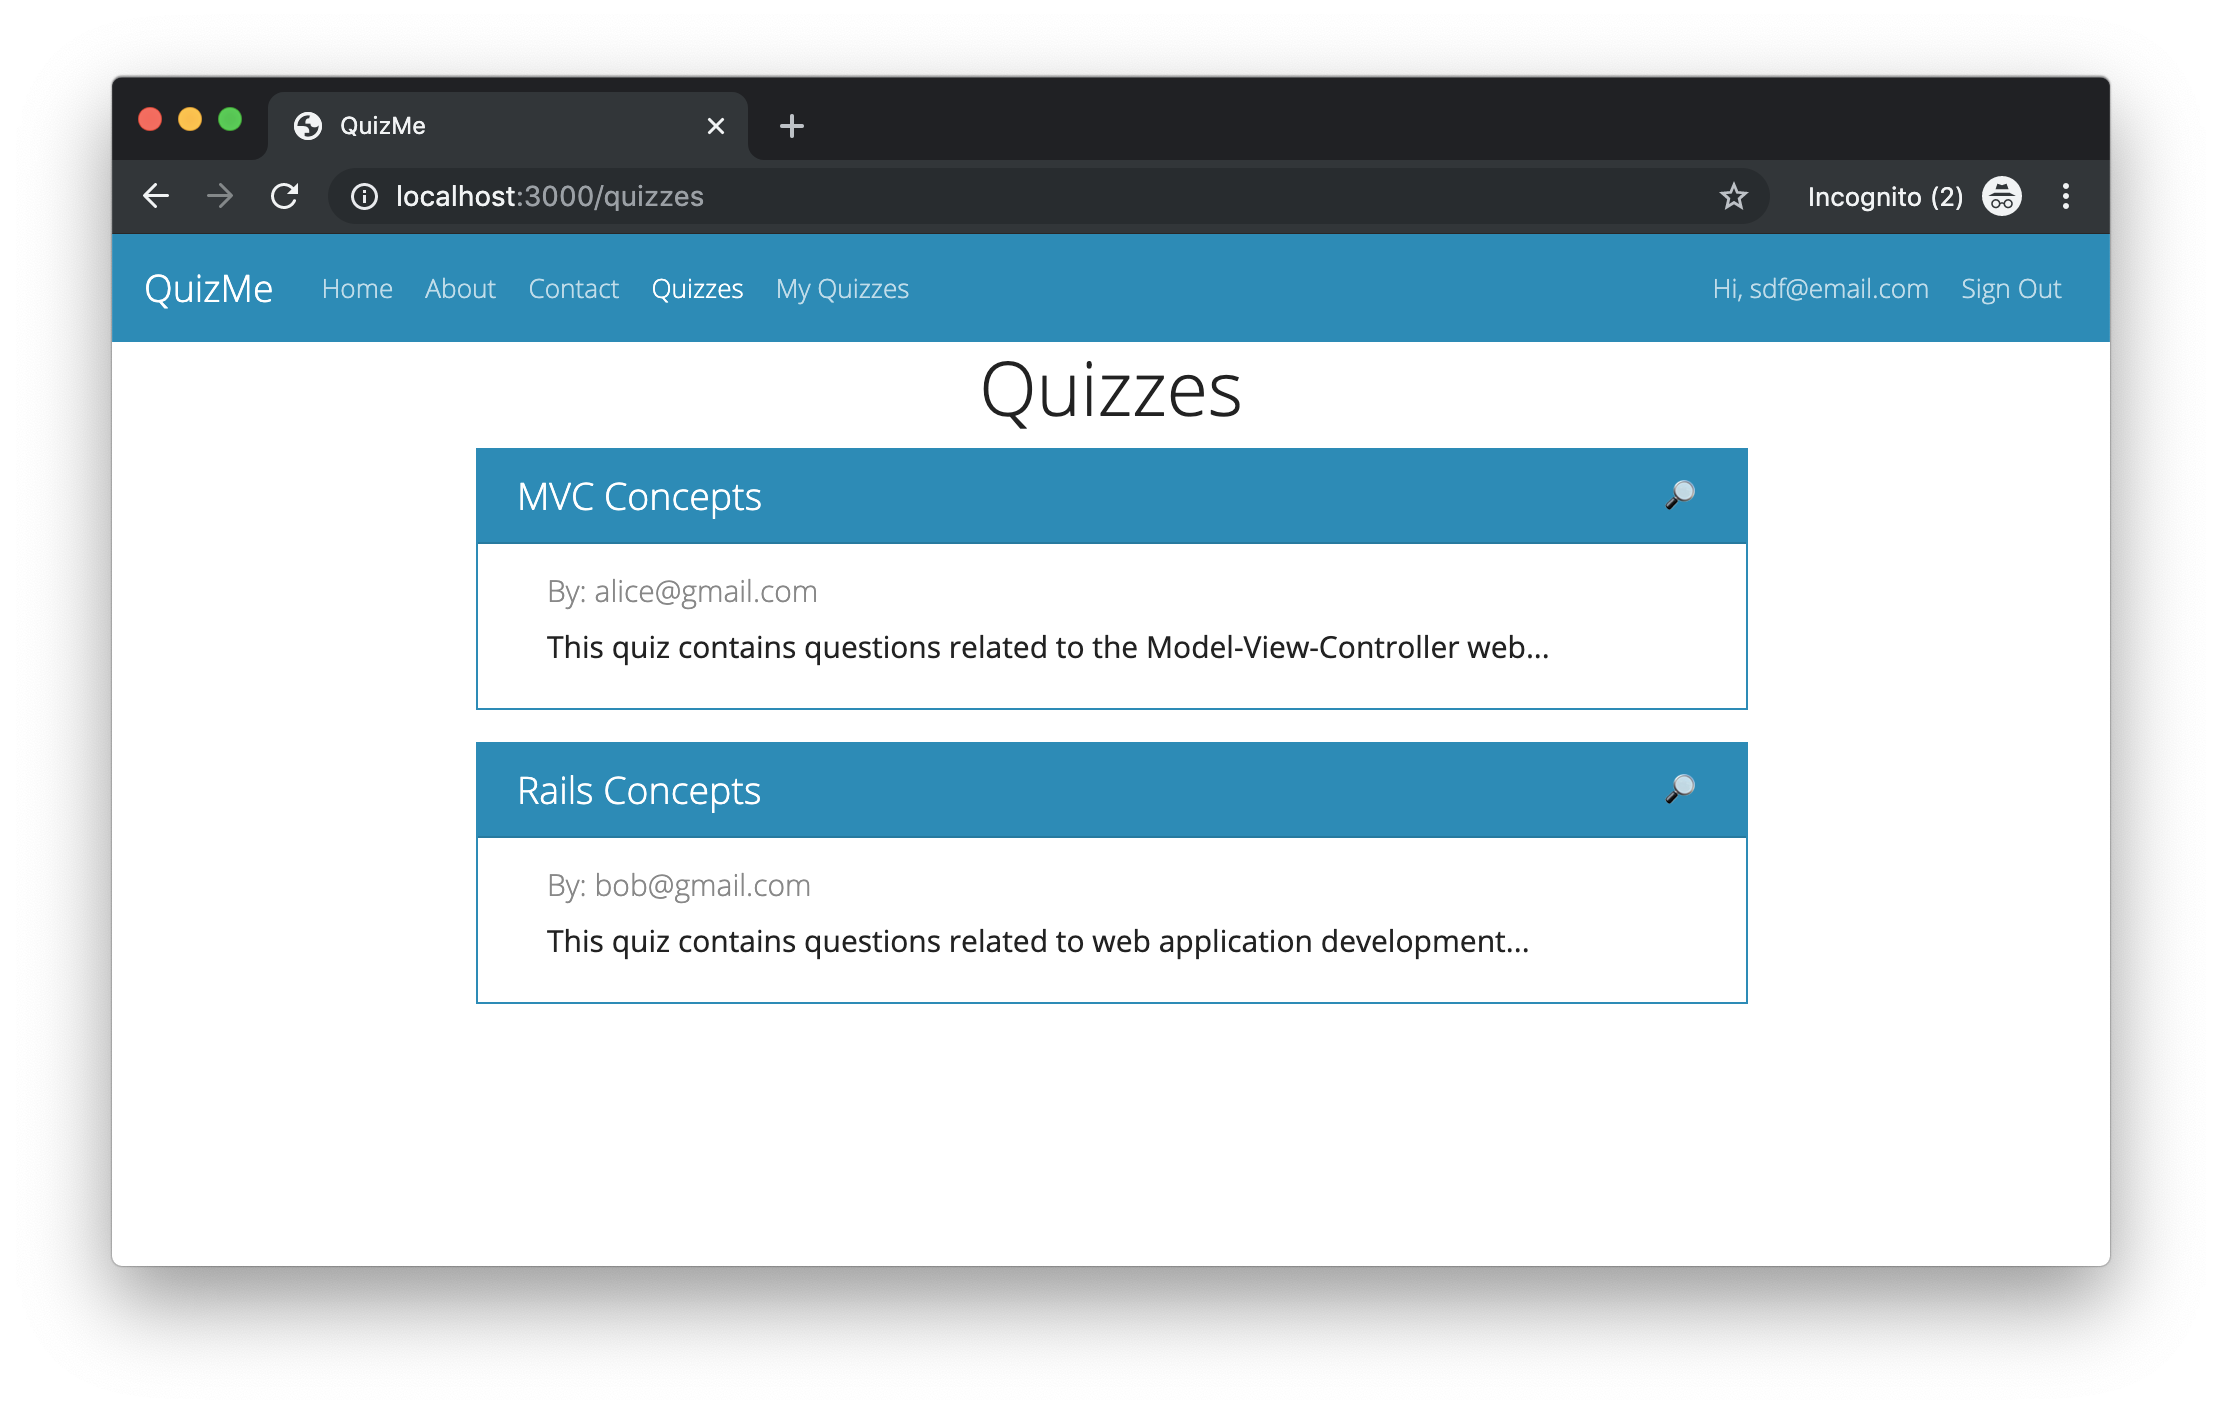 QuizMe
localhost:3000/quizzes
Incognito (2)
QuizMe Home About Contact Quizzes My Quizzes Hi, sdf@email.com Sign Out
Quizzes
MVC Concepts
By: alice@gmail.com
This quiz contains questions related to the Model-View-Controller web...
Rails Concepts
By: bob@gmail.com
This quiz contains questions related to web application development...